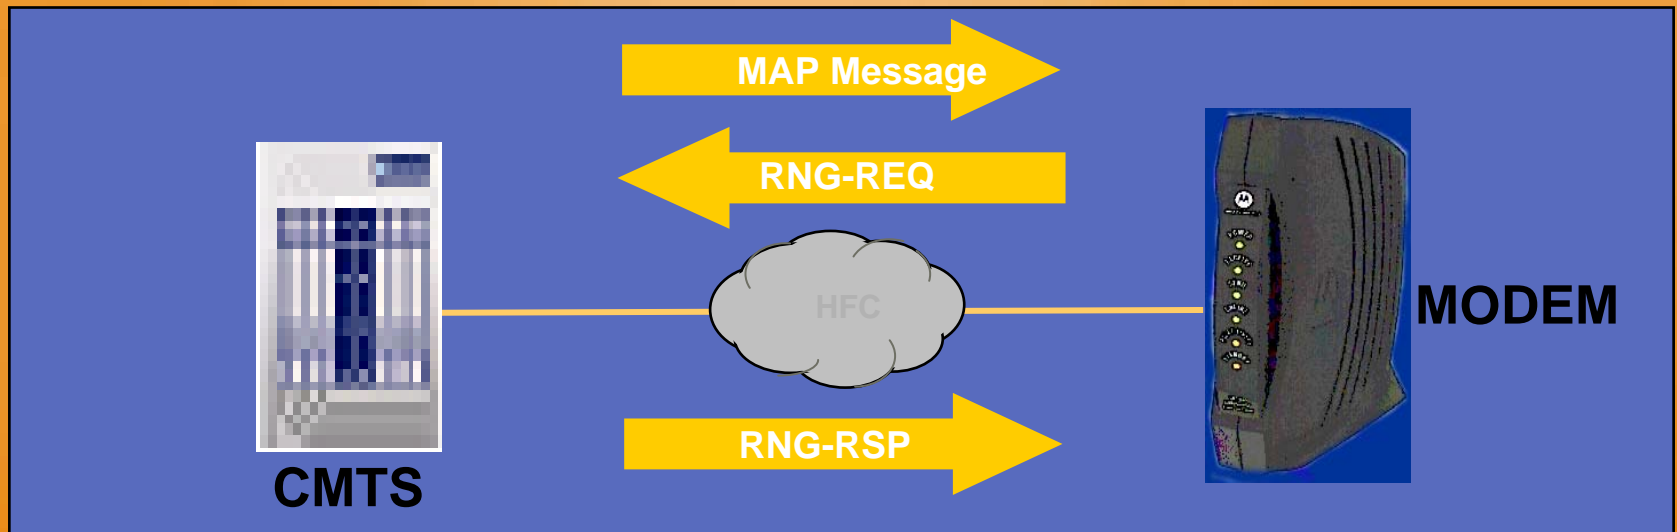 MAP Message
RNG-REQ
HFC
MODEM
RNG-RSP
CMTS